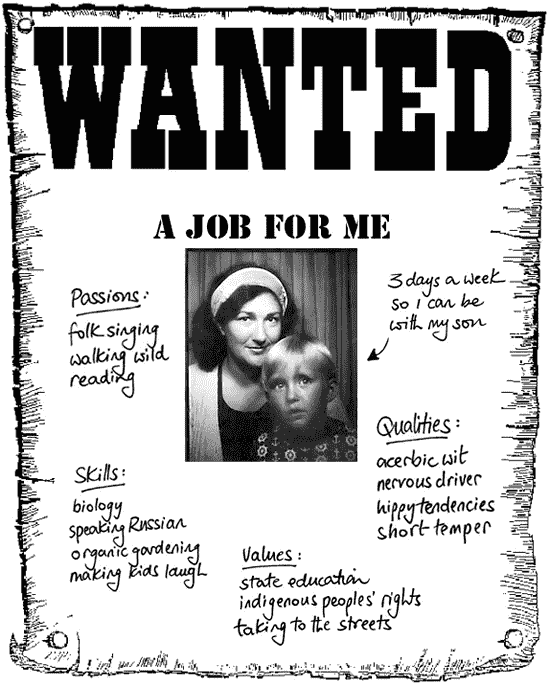 WANTED
A JOB FOR ME
Passions:
folk singing
walking wild
reading
3 days a week
so I can be
with my son
Qualities:
acerbic wit
nervous driver
hippy tendencies
short temper
Skills:
biology
speaking Russian
organic gardening
making kids laugh
Values:
state education
indigenous peoples' rights
taking to the streets